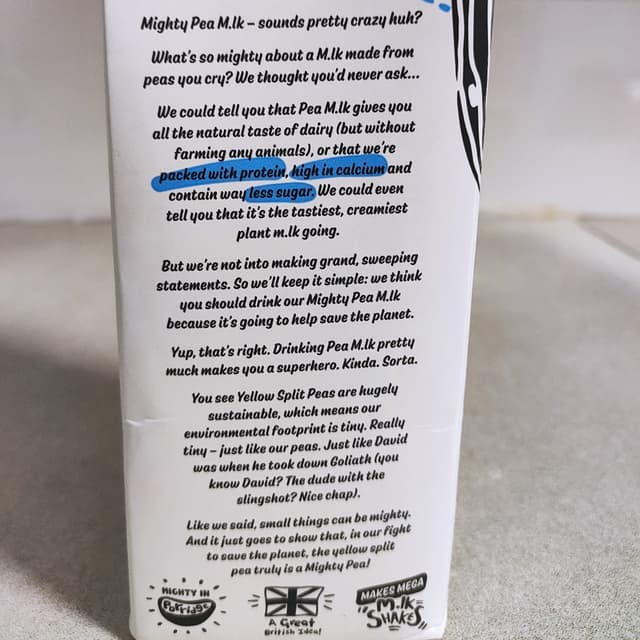 Mighty Pea M.lk – sounds pretty crazy huh?
What's so mighty about a M.lk made from
peas you cry? We thought you'd never ask...
We could tell you that Pea M.lk gives you
all the natural taste of dairy (but without
farming any animals), or that we're
packed with protein, high in calcium and
contain way less sugar. We could even
tell you that it's the tastiest, creamiest
plant m.lk going.
But we're not into making grand, sweeping
statements. So we'll keep it simple: we think
you should drink our Mighty Pea M.lk
because it's going to help save the planet.
Yup, that's right. Drinking Pea M.lk pretty
much makes you a superhero. Kinda. Sorta.
You see Yellow Split Peas are hugely
sustainable, which means our
environmental footprint is tiny. Really
tiny – just like our peas. Just like David
was when he took down Goliath (you
know David? The dude with the
slingshot? Nice chap).
Like we said, small things can be mighty.
And it just goes to show that, in our fight
to save the planet, the yellow split
pea truly is a Mighty Pea!
MIGHTY IN
Porridge
A Great
British Idea!
MAKES MEGA
"M.lk
SHAKES"